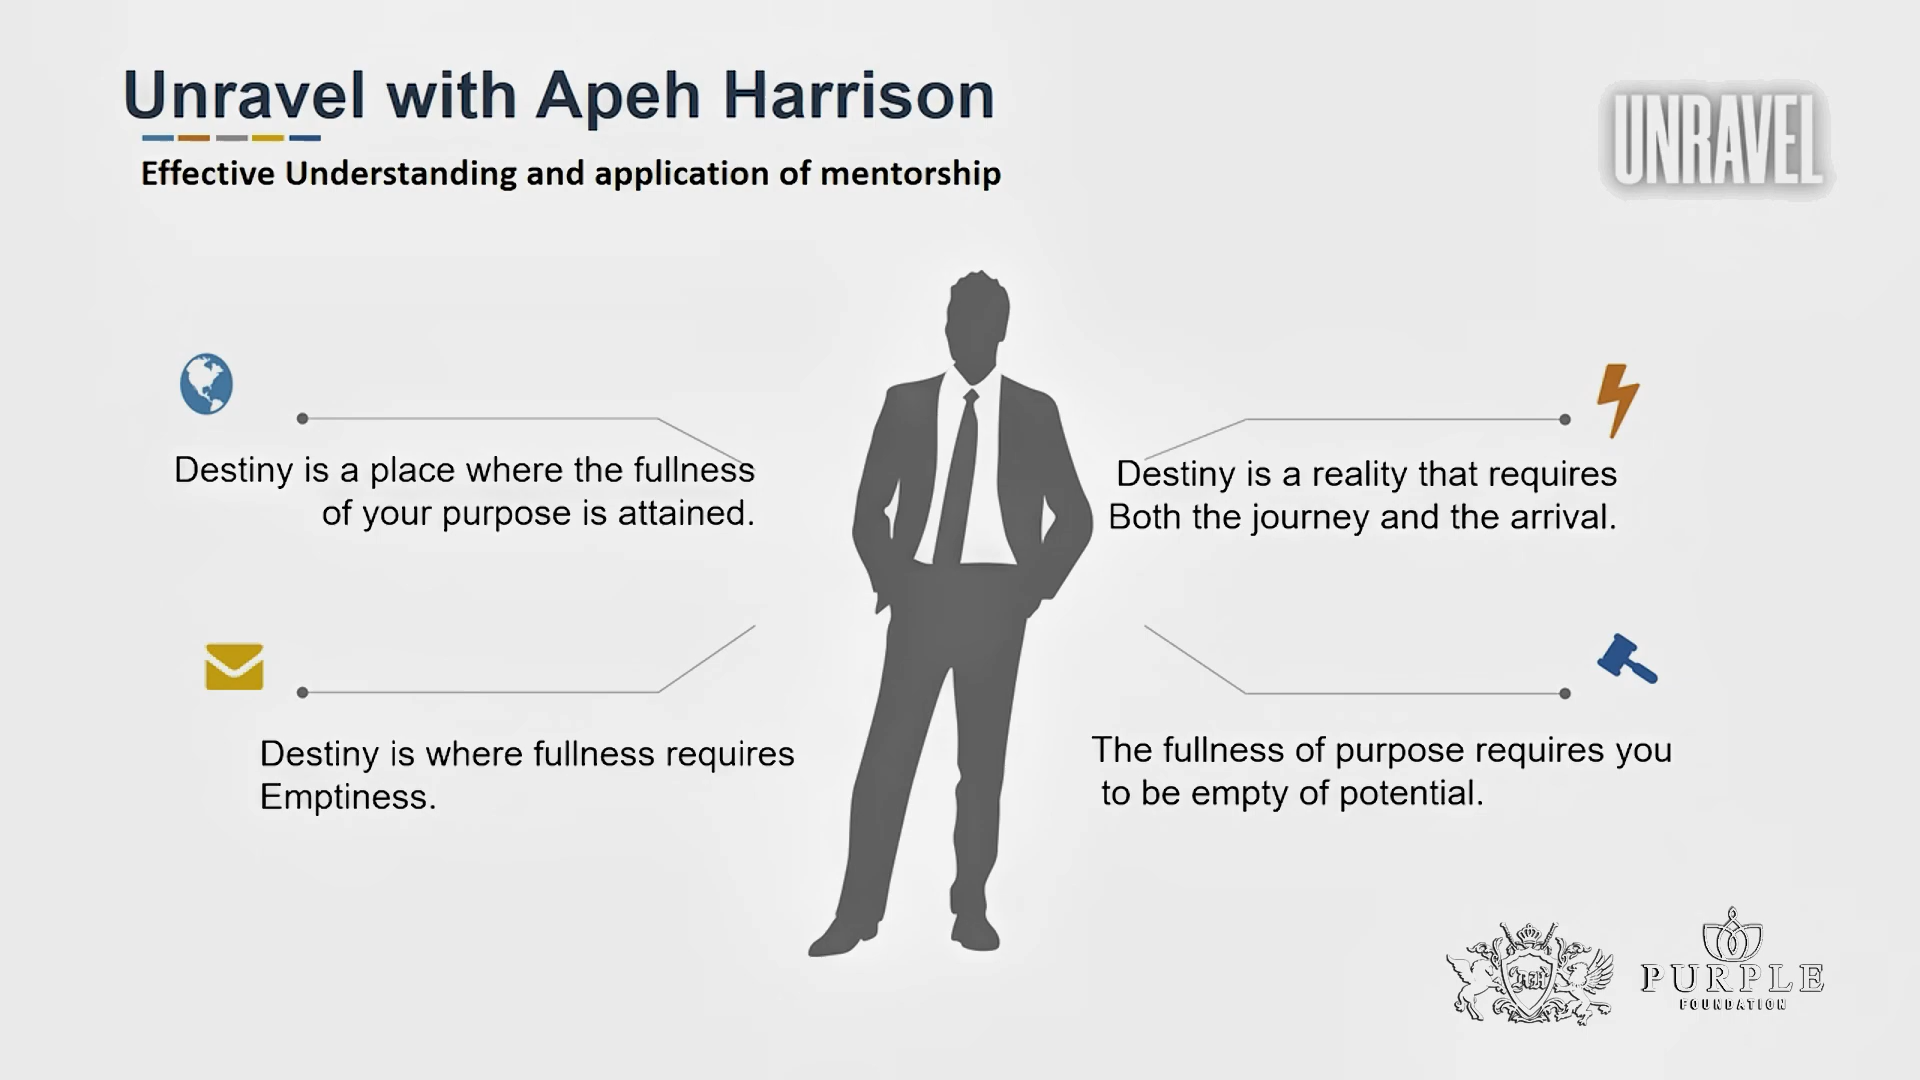 Unravel with Apeh Harrison
UNRAVEL
Effective Understanding and application of mentorship
Destiny is a place where the fullness
of your purpose is attained.
Destiny is a reality that requires
Both the journey and the arrival.
Destiny is where fullness requires
Emptiness.
The fullness of purpose requires you
to be empty of potential.
PURPLE
FOUNDATION